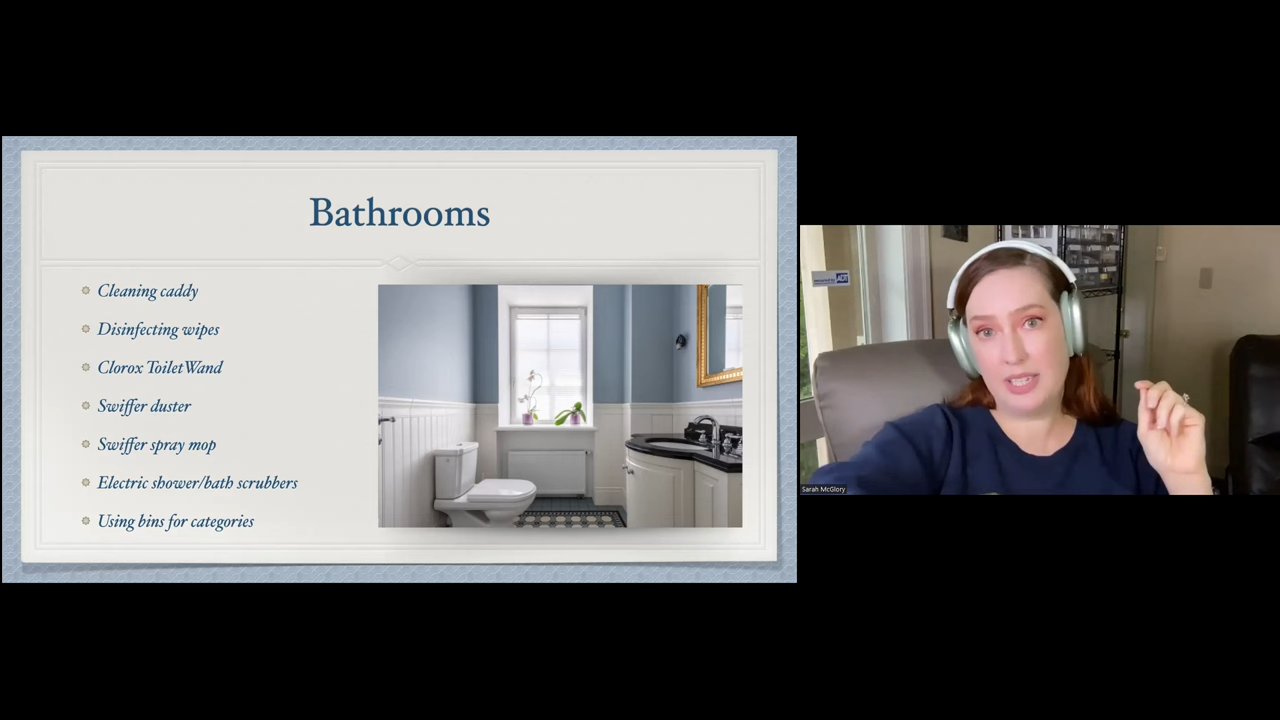 Bathrooms
Cleaning caddy
Disinfecting wipes
Clorox ToiletWand
Swiffer duster
Swiffer spray mop
Electric shower/bath scrubbers
Using bins for categories
ADT
Sarah McGlory